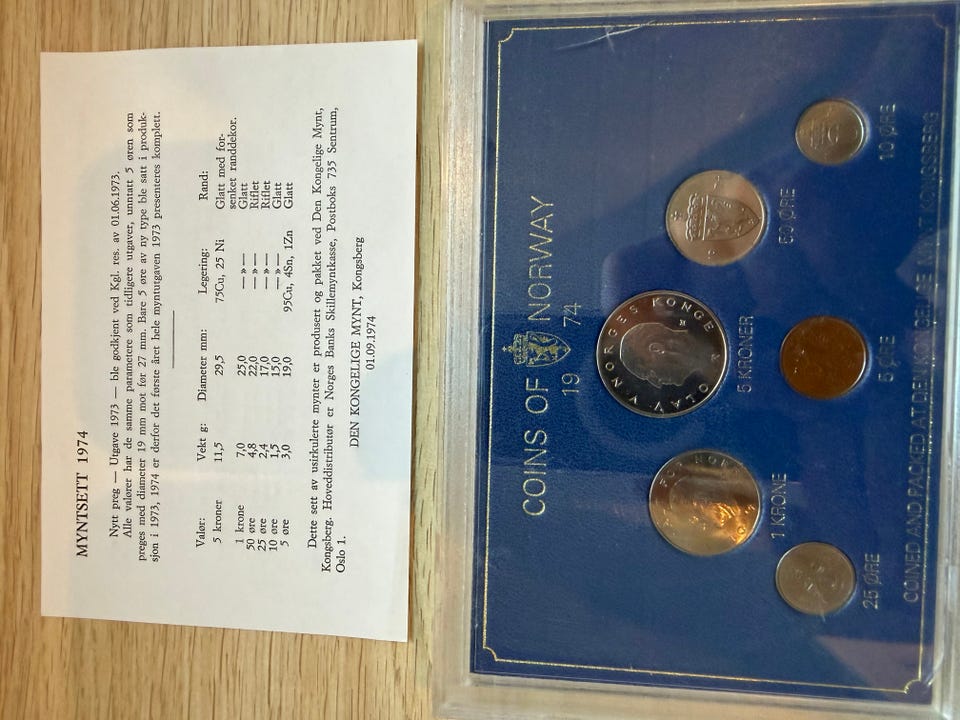 MYNTSETT 1974
Nytt preg — Utgave 1973 — ble godkjent ved Kgl. res. av 01.06.1973.
Alle valører har de samme parametere som tidligere utgaver, unntatt 5 øren som
preges med diameter 19 mm mot før 27 mm. Bare 5 øre av ny type ble satt i produk-
sjon i 1973, 1974 er derfor det første året hele myntutgaven 1973 presenteres komplett.
Valør: Vekt g: Diameter mm: Legering: Rand:
5 kroner 11,5 29,5 75Cu, 25 Ni Glatt med for-
senket randdekor.
1 krone 7,0 25,0 —»— Glatt
50 øre 4,8 22,0 —»— Riflet
25 øre 2,4 17,0 —»— Riflet
10 øre 1,5 15,0 —»— Glatt
5 øre 3,0 19,0 95Cu, 4Sn, 1Zn Glatt
Dette sett av usirkulerte mynter er produsert og pakket ved Den Kongelige Mynt,
Kongsberg. Hoveddistributør er Norges Banks Skillemyntkasse, Postboks 735 Sentrum,
Oslo 1.
DEN KONGELIGE MYNT, Kongsberg
01.09.1974
COINS OF NORWAY
19 74
OLAV V NORGES KONGE
5 KRONER
1 KRONE
50 ØRE
25 ØRE
5 ØRE
10 ØRE
COINED AND PACKED AT DEN KONGELIGE MYNT KONGSBERG